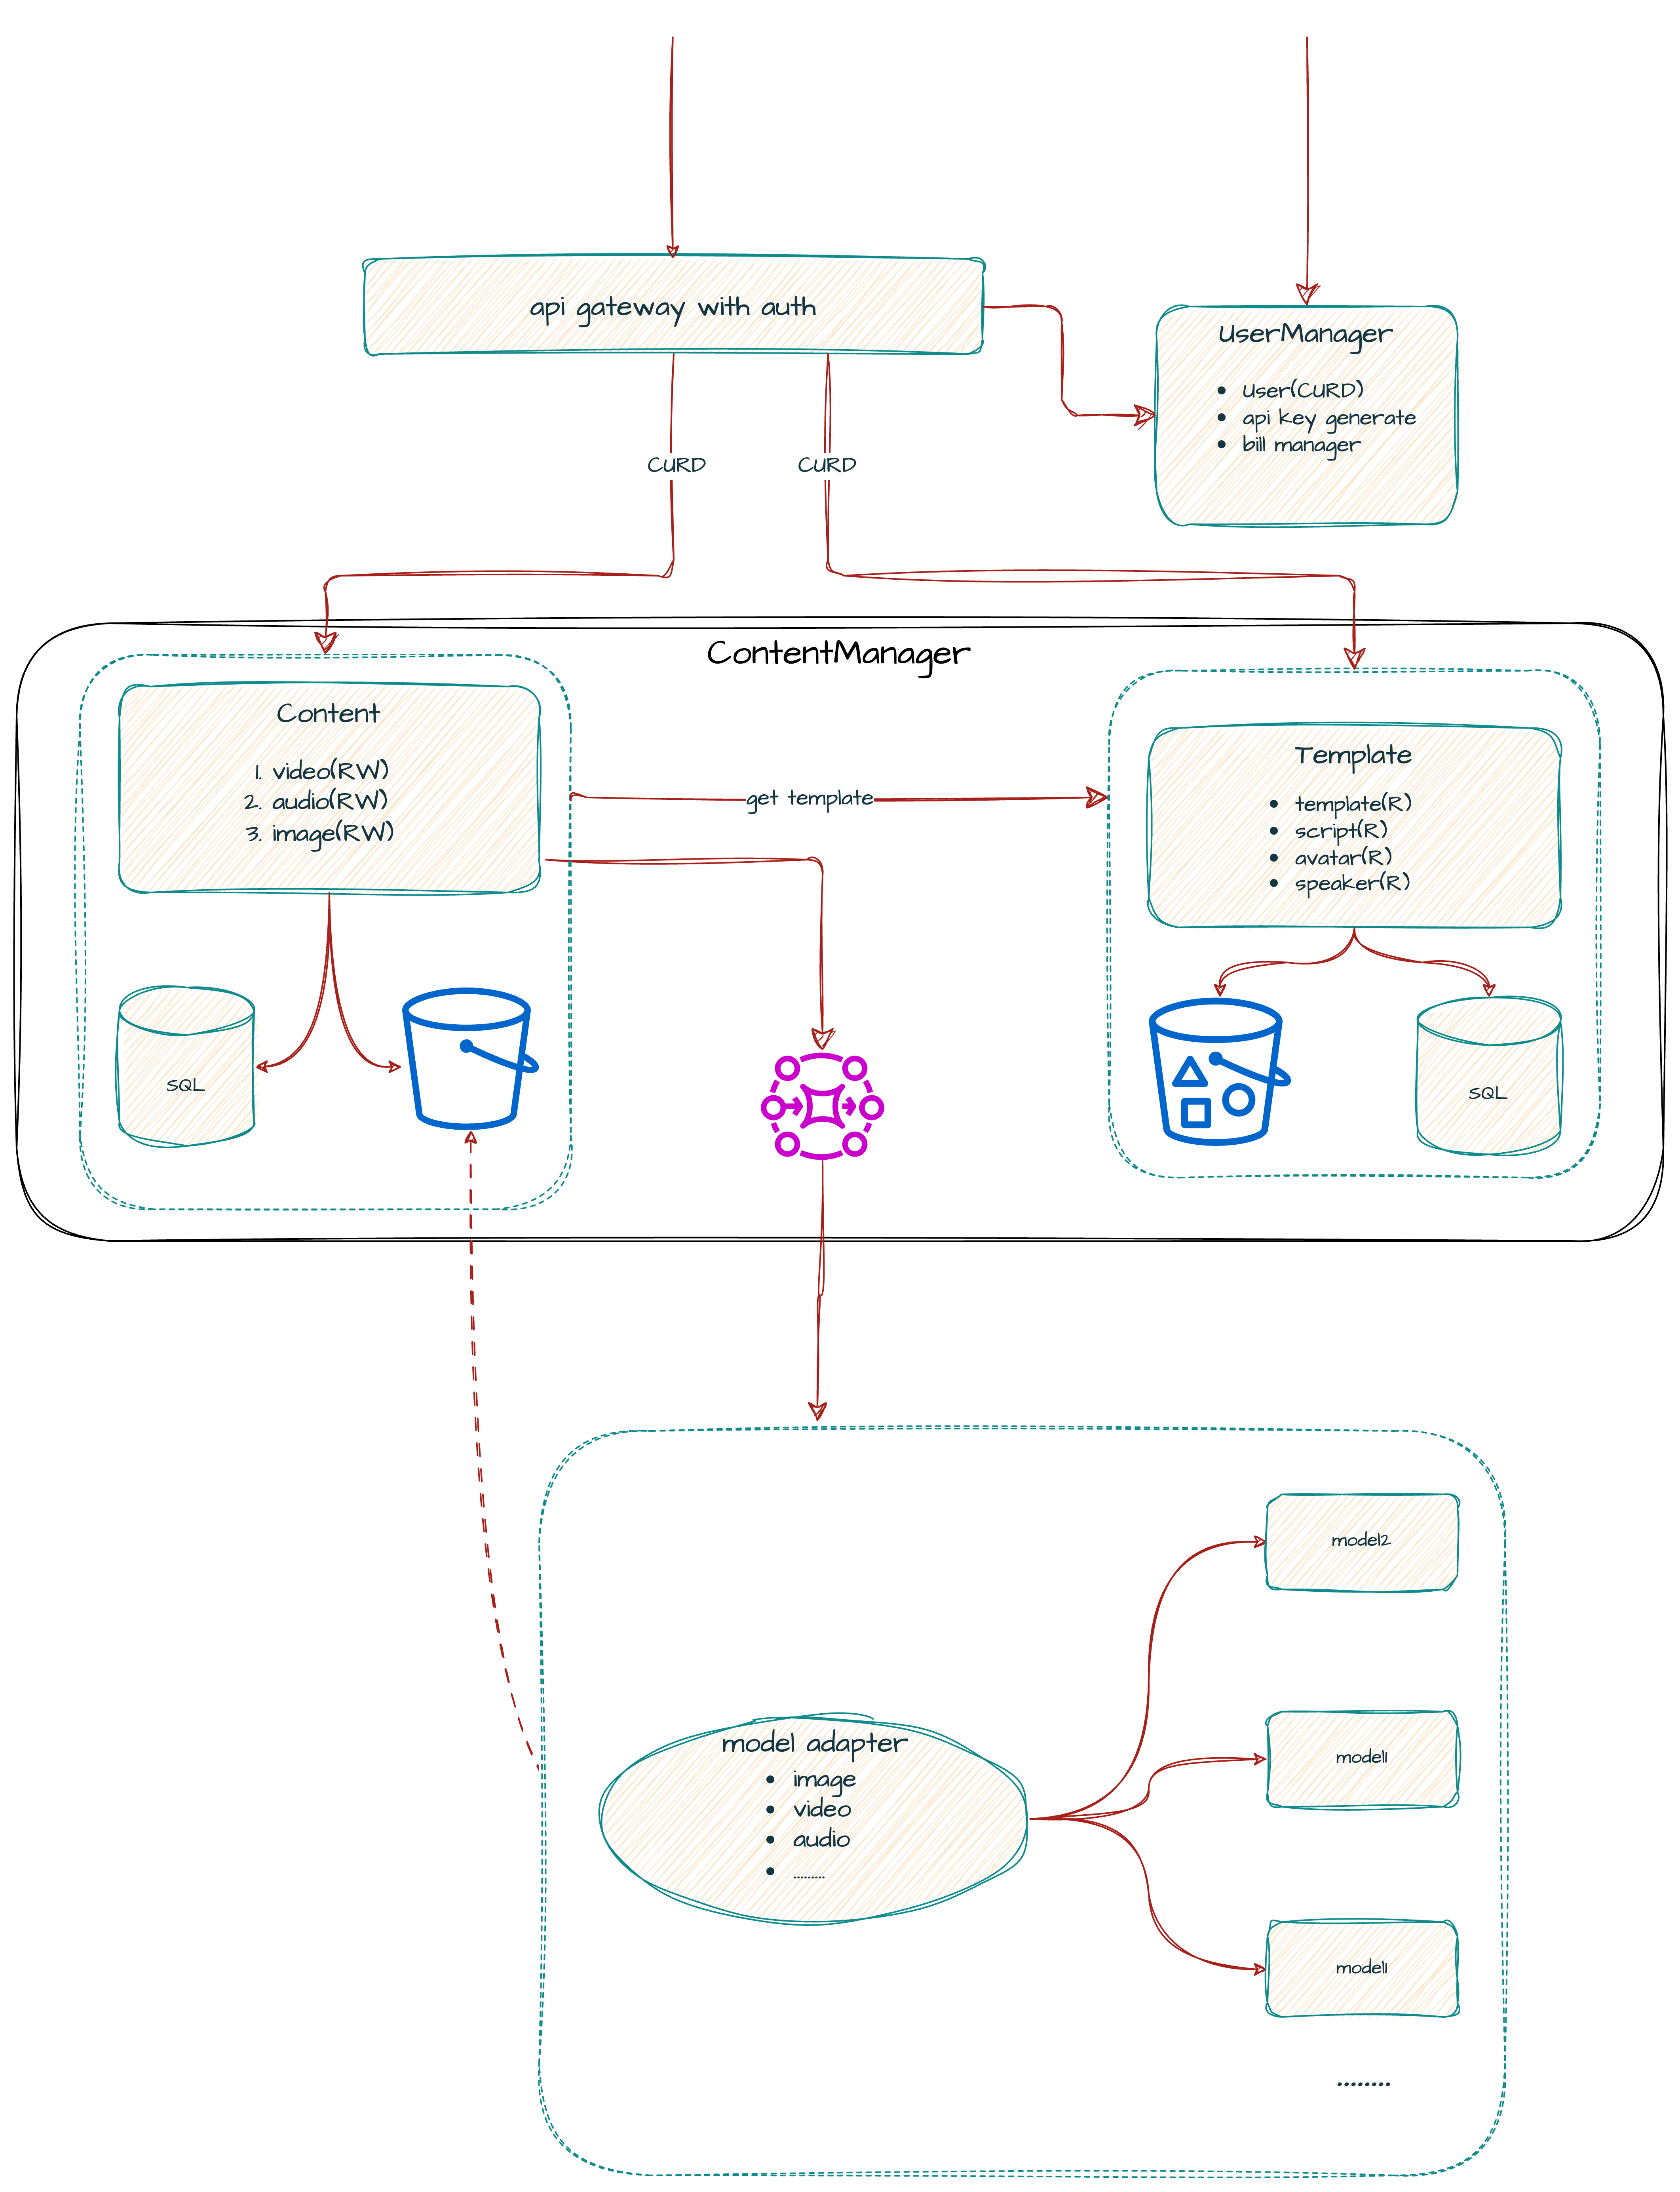 api gateway with auth
UserManager
• User(CURD)
• api key generate
• bill manager
CURD
CURD
ContentManager
Content
1. video(RW)
2. audio(RW)
3. image(RW)
get template
Template
• template(R)
• script(R)
• avatar(R)
• speaker(R)
SQL
SQL
model2
model adapter
• image
• video
• audio
• .........
model1
model1
........